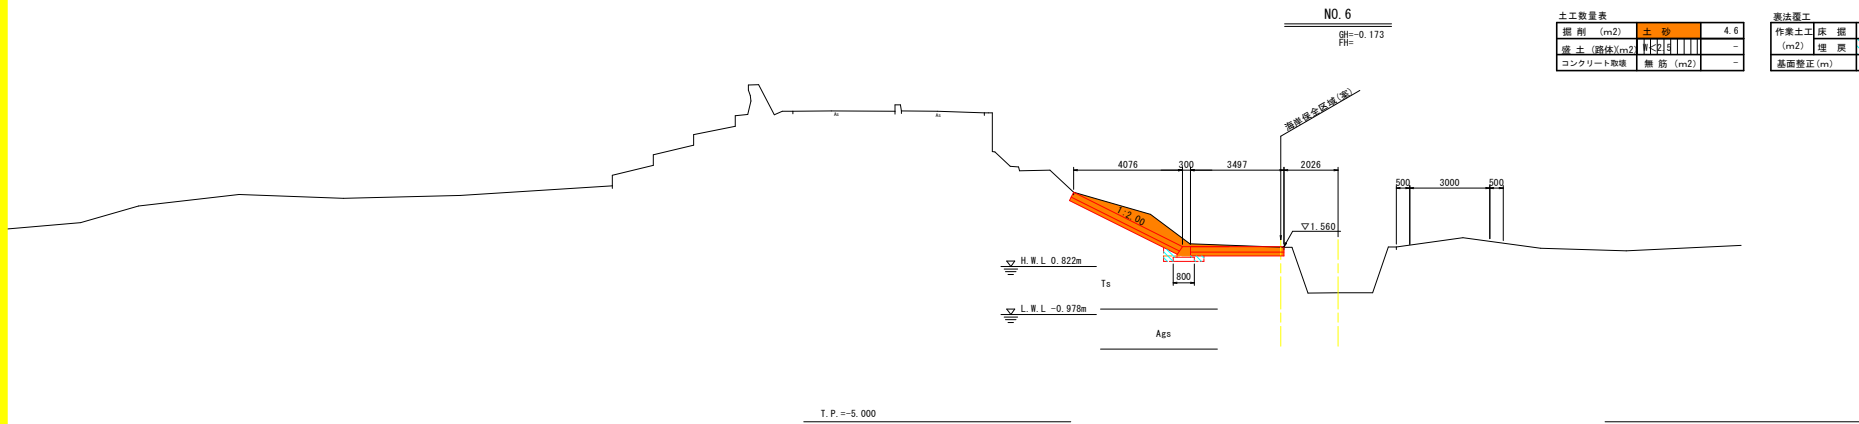 NO.6
GH=-0.173
FH=
土工数量表
掘 削 (m2) 土 砂 4.6
盛 土 (路体)(m2) W<2.5 -
コンクリート取壊 無 筋 (m2) -
裏法覆工
作業土工 床 掘
(m2) 埋 戻
基面整正(m)
海岸保全区域(案)
As
As
4076 300 3497 2026
500 3000 500
1:2.00
▽1.560
H.W.L 0.822m
800
Ts
L.W.L -0.978m
Ags
T.P.=-5.000